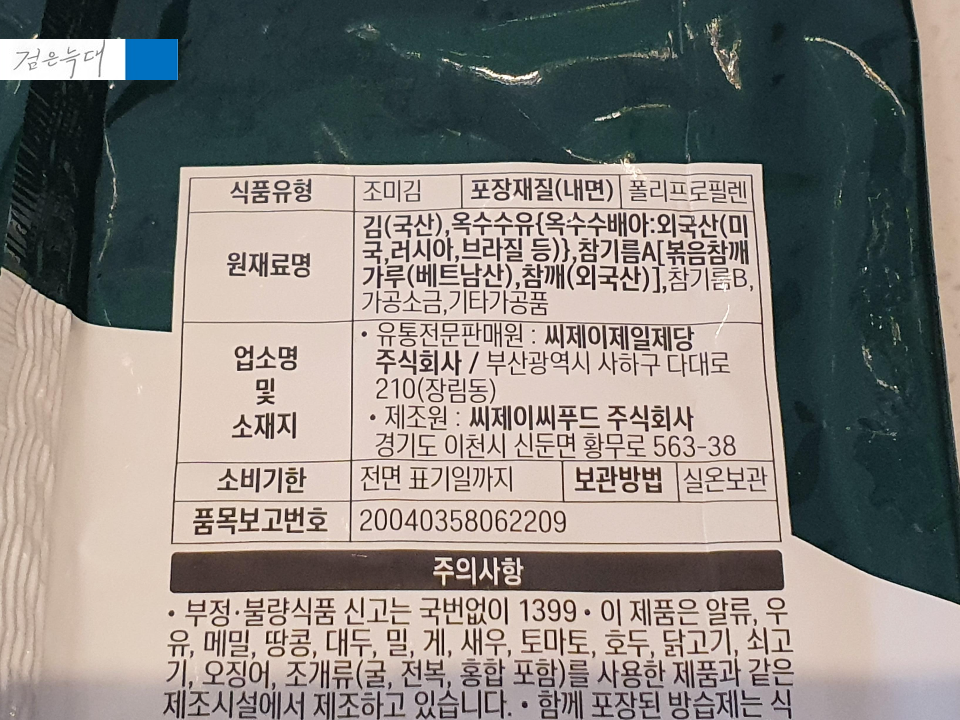 검은늑대
식품유형 조미김 포장재질(내면) 폴리프로필렌
원재료명
김(국산),옥수수유{옥수수배아:외국산(미
국,러시아,브라질 등)},참기름A[볶음참깨
가루(베트남산),참깨(외국산)],참기름B,
가공소금,기타가공품
업소명
및
소재지
• 유통전문판매원 : 씨제이제일제당
주식회사 / 부산광역시 사하구 다대로
210(장림동)
• 제조원 : 씨제이씨푸드 주식회사
경기도 이천시 신둔면 황무로 563-38
소비기한 전면 표기일까지 보관방법 실온보관
품목보고번호 20040358062209
주의사항
• 부정·불량식품 신고는 국번없이 1399 • 이 제품은 알류, 우
유, 메밀, 땅콩, 대두, 밀, 게, 새우, 토마토, 호두, 닭고기, 쇠고
기, 오징어, 조개류(굴, 전복, 홍합 포함)를 사용한 제품과 같은
제조시설에서 제조하고 있습니다. • 함께 포장된 방습제는 식